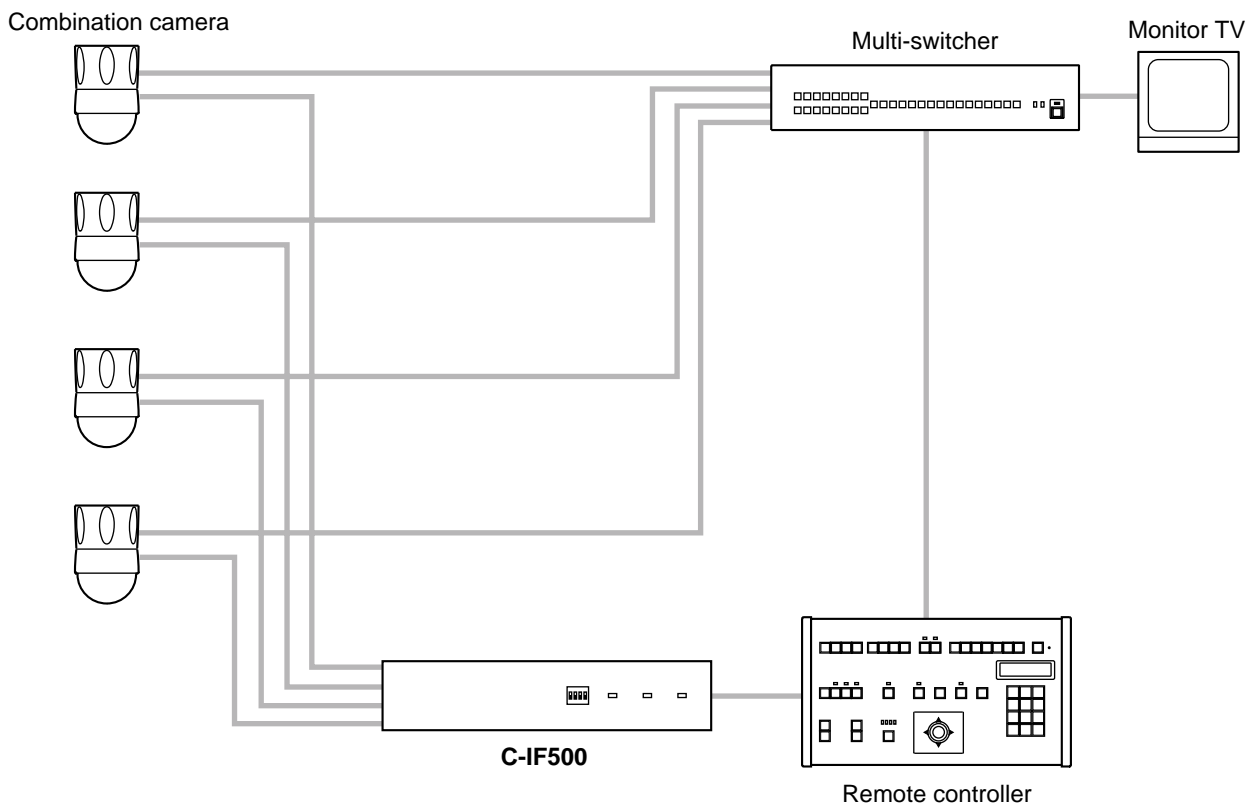 Combination camera
Multi-switcher
Monitor TV
C-IF500
Remote controller